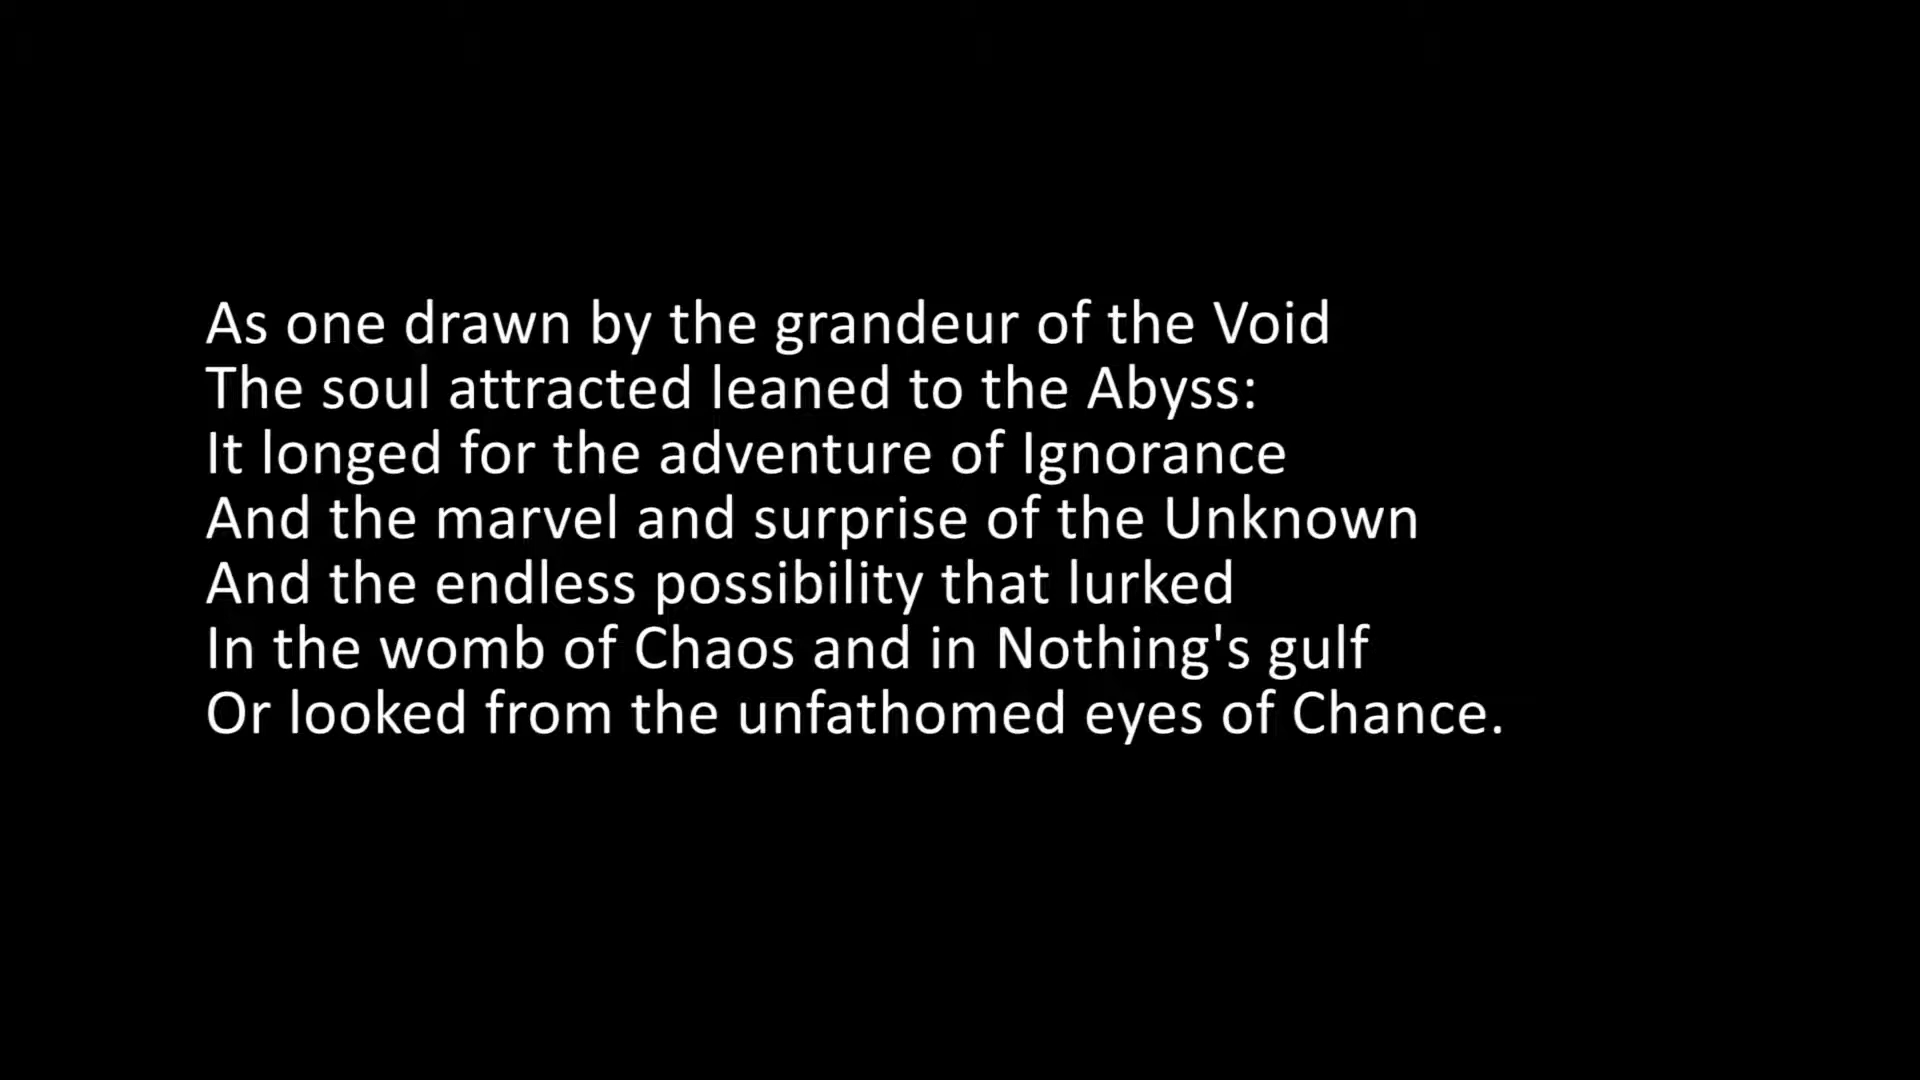 As one drawn by the grandeur of the Void
The soul attracted leaned to the Abyss:
It longed for the adventure of Ignorance
And the marvel and surprise of the Unknown
And the endless possibility that lurked
In the womb of Chaos and in Nothing's gulf
Or looked from the unfathomed eyes of Chance.